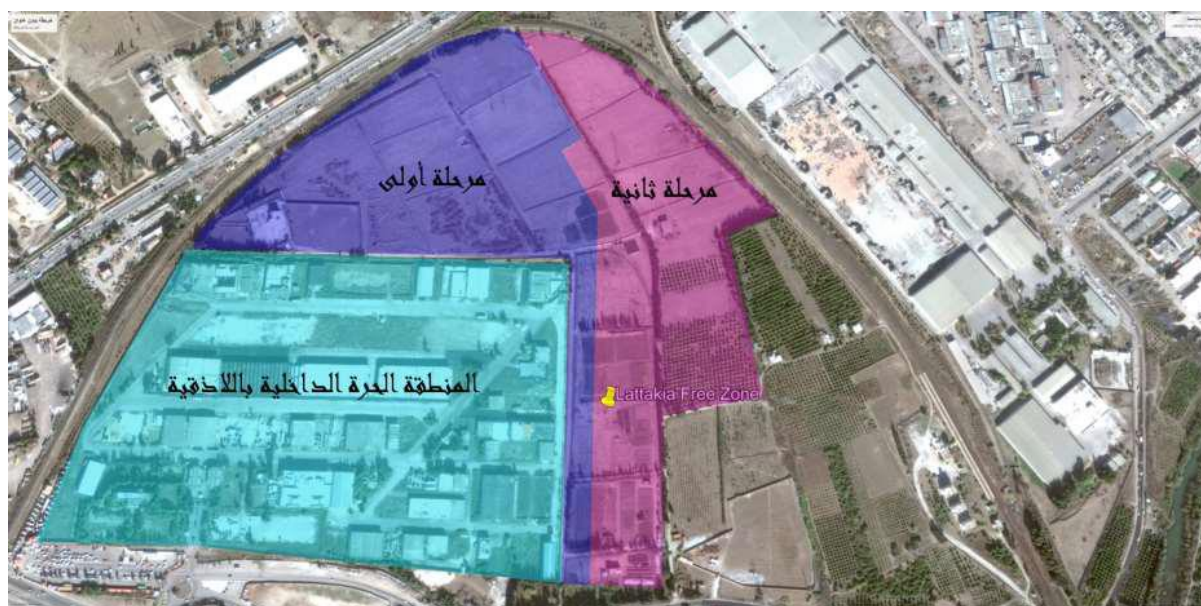 مرحلة أولى
مرحلة ثانية
المنطقة الحرة الداخلية باللاذقية
Lattakia Free Zone